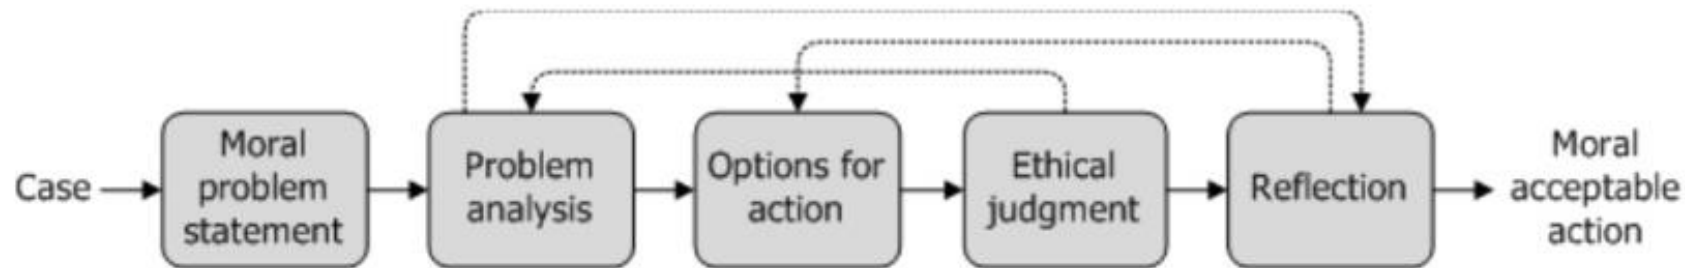 Case
Moral
problem
statement
Problem
analysis
Options for
action
Ethical
judgment
Reflection
Moral
acceptable
action